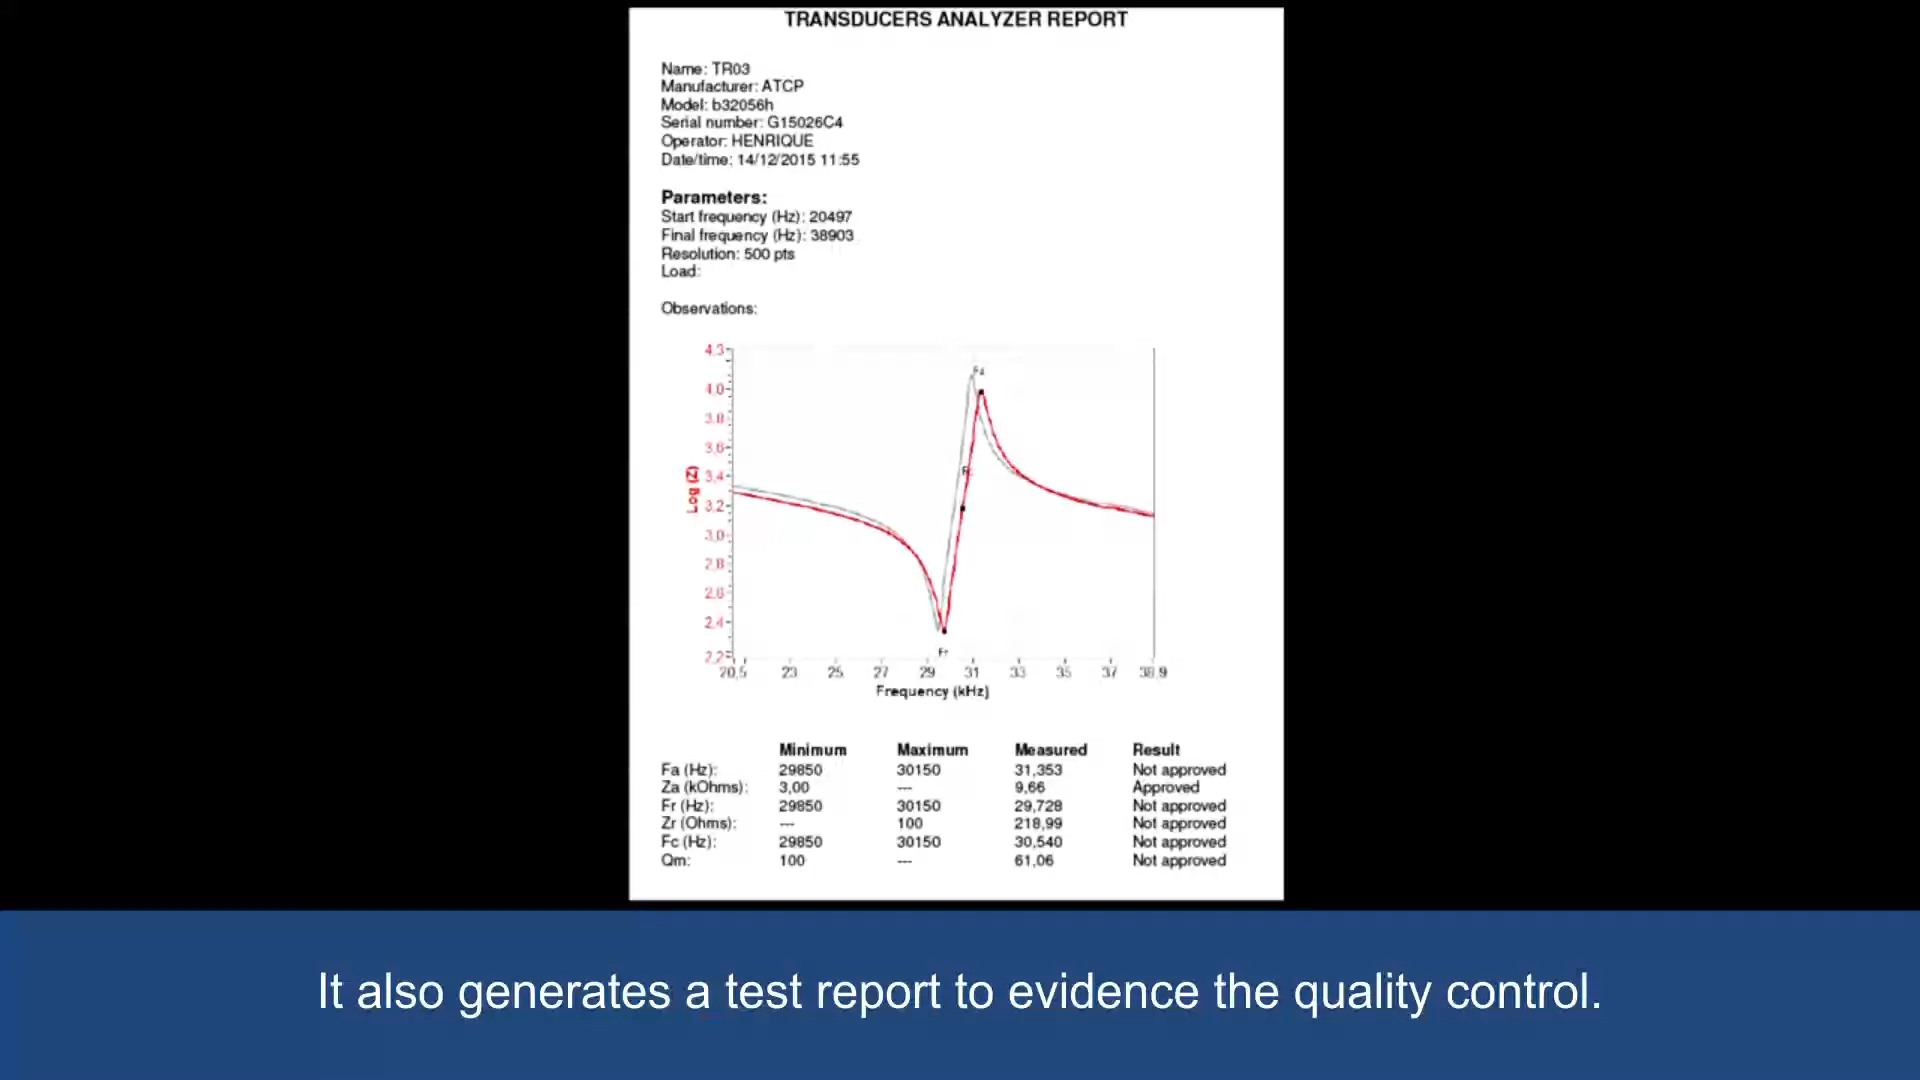 TRANSDUCERS ANALYZER REPORT
Name: TR03
Manufacturer: ATCP
Model: b32056h
Serial number: G15026C4
Operator: HENRIQUE
Date/time: 14/12/2015 11:55
Parameters:
Start frequency (Hz): 20497
Final frequency (Hz): 38903
Resolution: 500 pts
Load:
Observations:
4,3
4,0
3,8
3,6
3,4
3,2
3,0
2,8
2,6
2,4
2,2
Log (Z)
Fa
Fr
20,5 23 25 27 29 31 33 35 37 38,9
Frequency (kHz)
Minimum Maximum Measured Result
Fa (Hz): 29850 30150 31,353 Not approved
Za (kOhms): 3,00 --- 9,66 Approved
Fr (Hz): 29850 30150 29,728 Not approved
Zr (Ohms): --- 100 218,99 Not approved
Fc (Hz): 29850 30150 30,540 Not approved
Qm: 100 --- 61,06 Not approved
It also generates a test report to evidence the quality control.